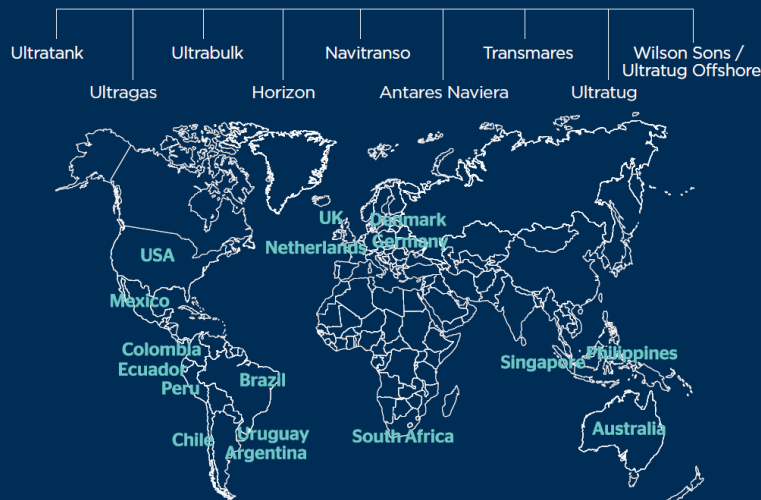 Ultratank
Ultrabulk
Navitranso
Transmares
Wilson Sons /
Ultratug Offshore
Ultragas
Horizon
Antares Naviera
Ultratug
UK
Denmark
Germany
Netherlands
USA
Mexico
Colombia
Ecuador
Peru
Brazil
Singapore
Philippines
Chile
Uruguay
Argentina
South Africa
Australia